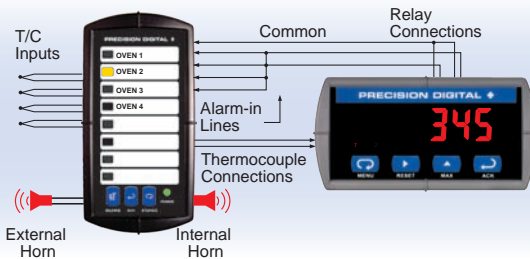 T/C
Inputs
PRECISION DIGITAL
OVEN 1
OVEN 2
OVEN 3
OVEN 4
POWER
External
Horn
Internal
Horn
Common
Relay
Connections
Alarm-in
Lines
Thermocouple
Connections
PRECISION DIGITAL
345
MENU
RESET
MAX
ACK